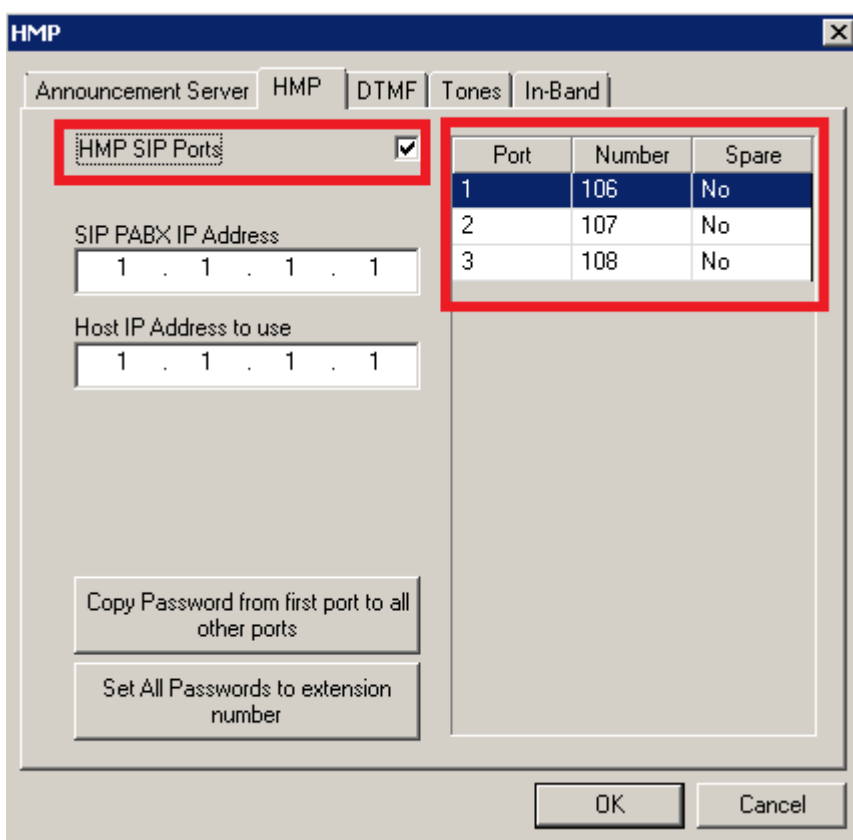 HMP
Announcement Server HMP DTMF Tones In-Band
HMP SIP Ports
SIP PABX IP Address
1 . 1 . 1 . 1
Host IP Address to use
1 . 1 . 1 . 1
Copy Password from first port to all
other ports
Set All Passwords to extension
number
Port Number Spare
1 106 No
2 107 No
3 108 No
OK Cancel